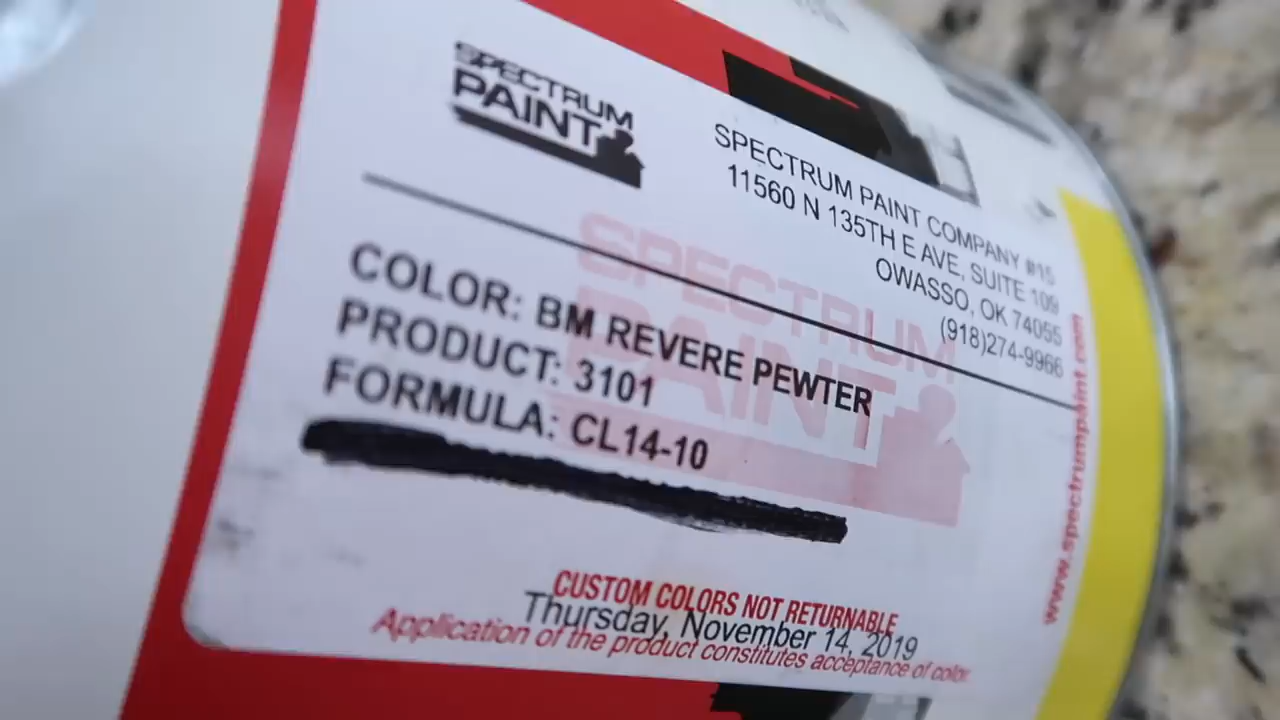 SPECTRUM
PAINT
SPECTRUM PAINT COMPANY #15
11560 N 135TH E AVE, SUITE 109
OWASSO, OK 74055
(918)274-9966
SPECTRUM
PAINT
COLOR: BM REVERE PEWTER
PRODUCT: 3101
FORMULA: CL14-10
CUSTOM COLORS NOT RETURNABLE
Thursday, November 14, 2019
Application of the product constitutes acceptance of color.
www.spectrumpaint.com